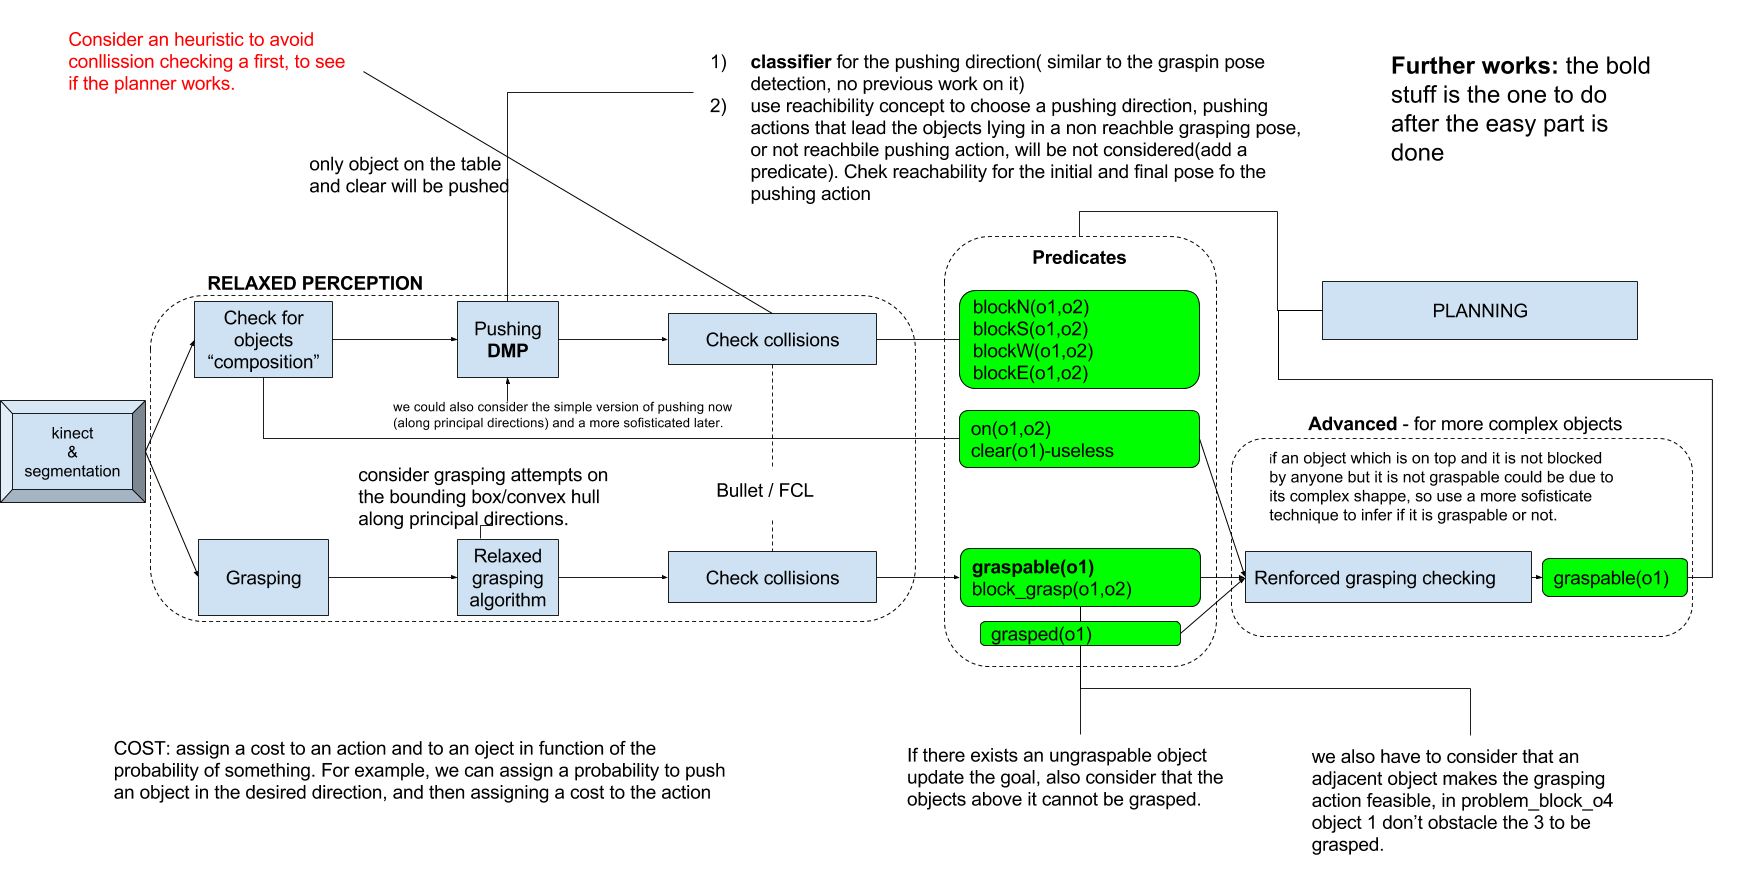 Consider an heuristic to avoid
conllission checking a first, to see
if the planner works.
1) classifier for the pushing direction( similar to the graspin pose
detection, no previous work on it)
2) use reachibility concept to choose a pushing direction, pushing
actions that lead the objects lying in a non reachble grasping pose,
or not reachbile pushing action, will be not considered(add a
predicate). Chek reachability for the initial and final pose fo the
pushing action
Further works: the bold
stuff is the one to do
after the easy part is
done
only object on the table
and clear will be pushed
RELAXED PERCEPTION
Check for
objects
“composition”
Pushing
DMP
Check collisions
we could also consider the simple version of pushing now
(along principal directions) and a more sofisticated later.
kinect
&
segmentation
consider grasping attempts on
the bounding box/convex hull
along principal directions.
Bullet / FCL
Grasping
Relaxed
grasping
algorithm
Check collisions
Predicates
blockN(o1,o2)
blockS(o1,o2)
blockW(o1,o2)
blockE(o1,o2)
on(o1,o2)
clear(o1)-useless
graspable(o1)
block_grasp(o1,o2)
grasped(o1)
PLANNING
Advanced - for more complex objects
if an object which is on top and it is not blocked
by anyone but it is not graspable could be due to
its complex shappe, so use a more sofisticate
technique to infer if it is graspable or not.
Renforced grasping checking
graspable(o1)
COST: assign a cost to an action and to an oject in function of the
probability of something. For example, we can assign a probability to push
an object in the desired direction, and then assigning a cost to the action
If there exists an ungraspable object
update the goal, also consider that the
objects above it cannot be grasped.
we also have to consider that an
adjacent object makes the grasping
action feasible, in problem_block_o4
object 1 don’t obstacle the 3 to be
grasped.